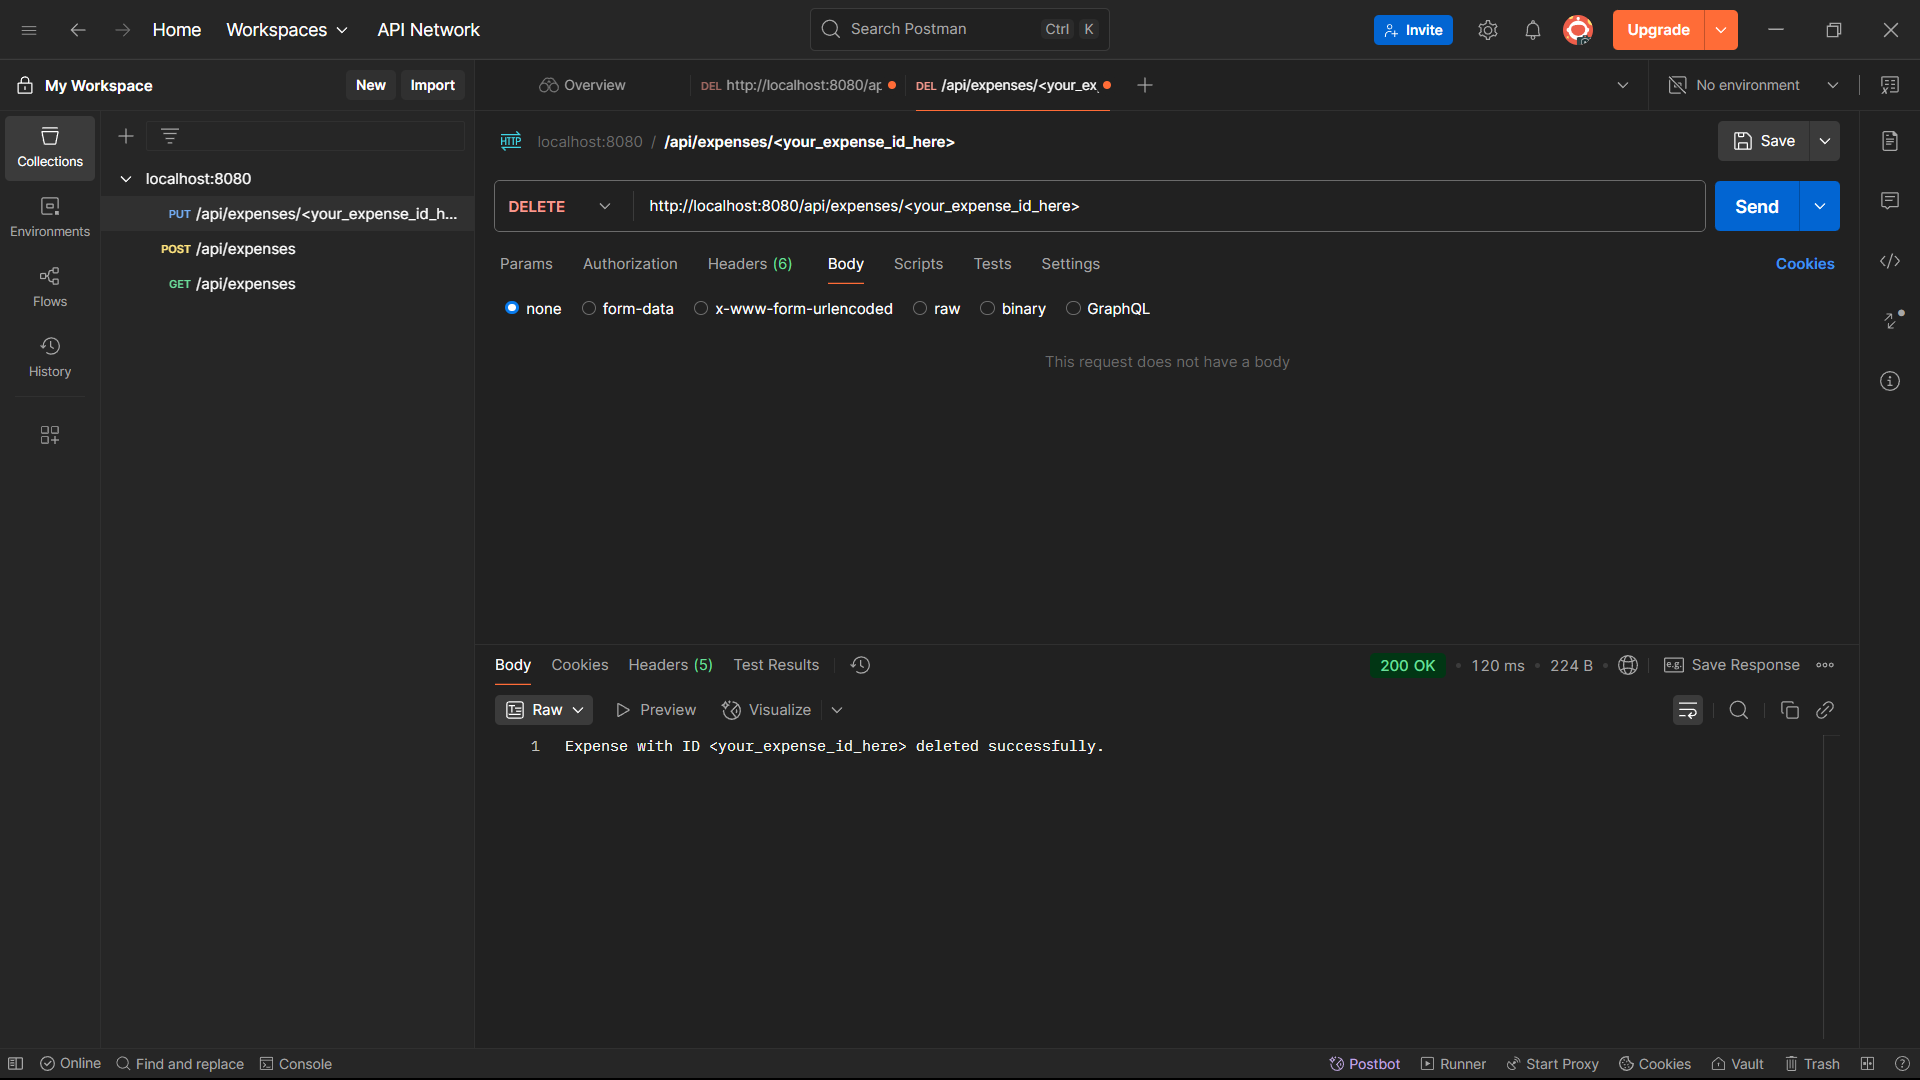 Home Workspaces API Network Search Postman Ctrl K Invite Upgrade
My Workspace New Import Overview DEL http://localhost:8080/ap DEL /api/expenses/<your_ex No environment
Collections
Environments
Flows
History
localhost:8080
PUT /api/expenses/<your_expense_id_h...
POST /api/expenses
GET /api/expenses
HTTP localhost:8080 / /api/expenses/<your_expense_id_here> Save
DELETE http://localhost:8080/api/expenses/<your_expense_id_here> Send
Params Authorization Headers (6) Body Scripts Tests Settings Cookies
none form-data x-www-form-urlencoded raw binary GraphQL
This request does not have a body
Body Cookies Headers (5) Test Results 200 OK • 120 ms • 224 B • e.g. Save Response
Raw Preview Visualize
1 Expense with ID <your_expense_id_here> deleted successfully.
Online Find and replace Console Postbot Runner Start Proxy Cookies Vault Trash